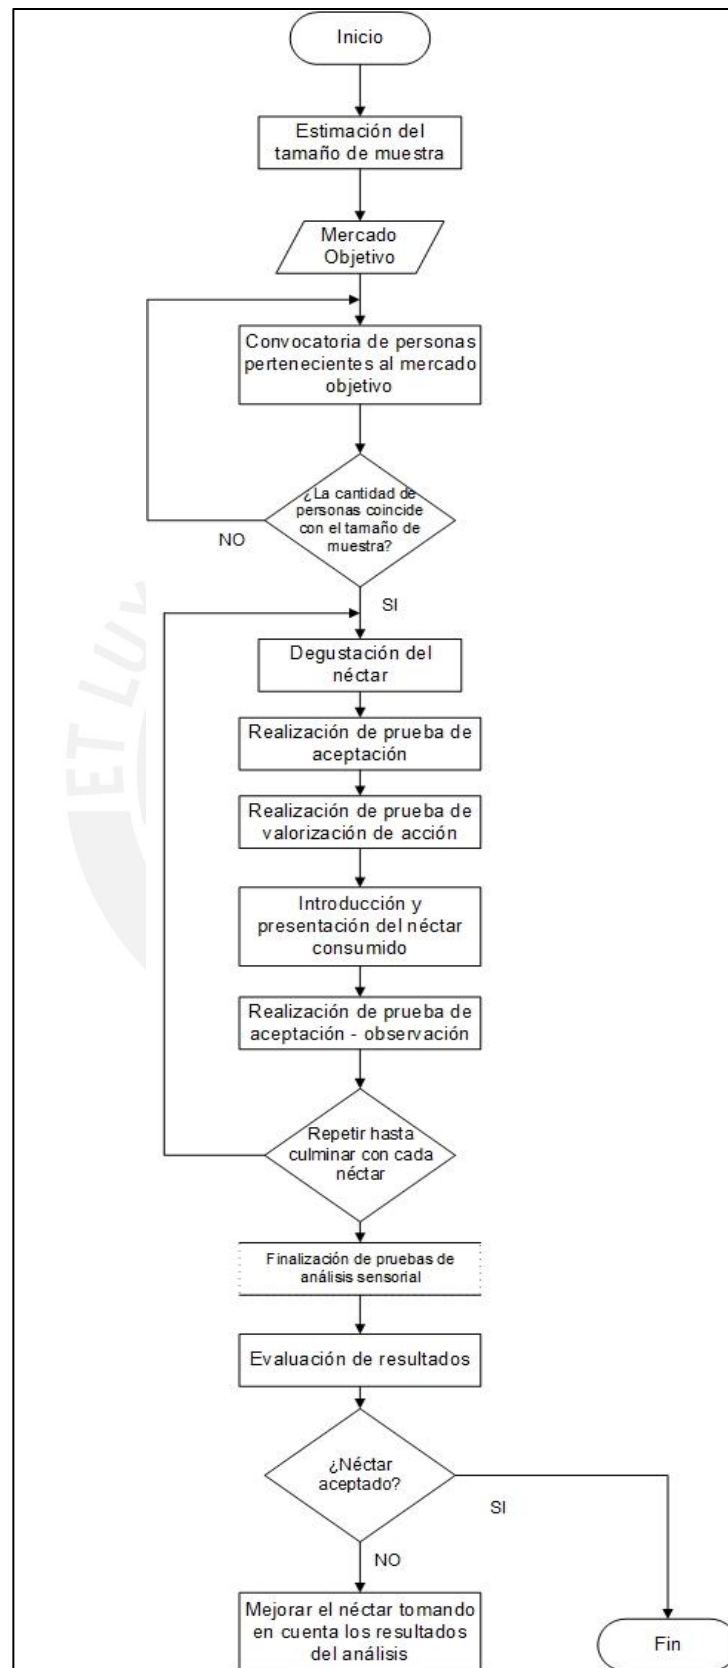 Inicio
Estimación del
tamaño de muestra
Mercado
Objetivo
Convocatoria de personas
pertenecientes al mercado
objetivo
¿La cantidad de
personas coincide
con el tamaño de
muestra?
NO
SI
Degustación del
néctar
Realización de prueba de
aceptación
Realización de prueba de
valorización de acción
Introducción y
presentación del néctar
consumido
Realización de prueba de
aceptación - observación
Repetir hasta
culminar con cada
néctar
Finalización de pruebas de
análisis sensorial
Evaluación de resultados
¿Néctar
aceptado?
SI
NO
Mejorar el néctar tomando
en cuenta los resultados
del análisis
Fin
ET LUX